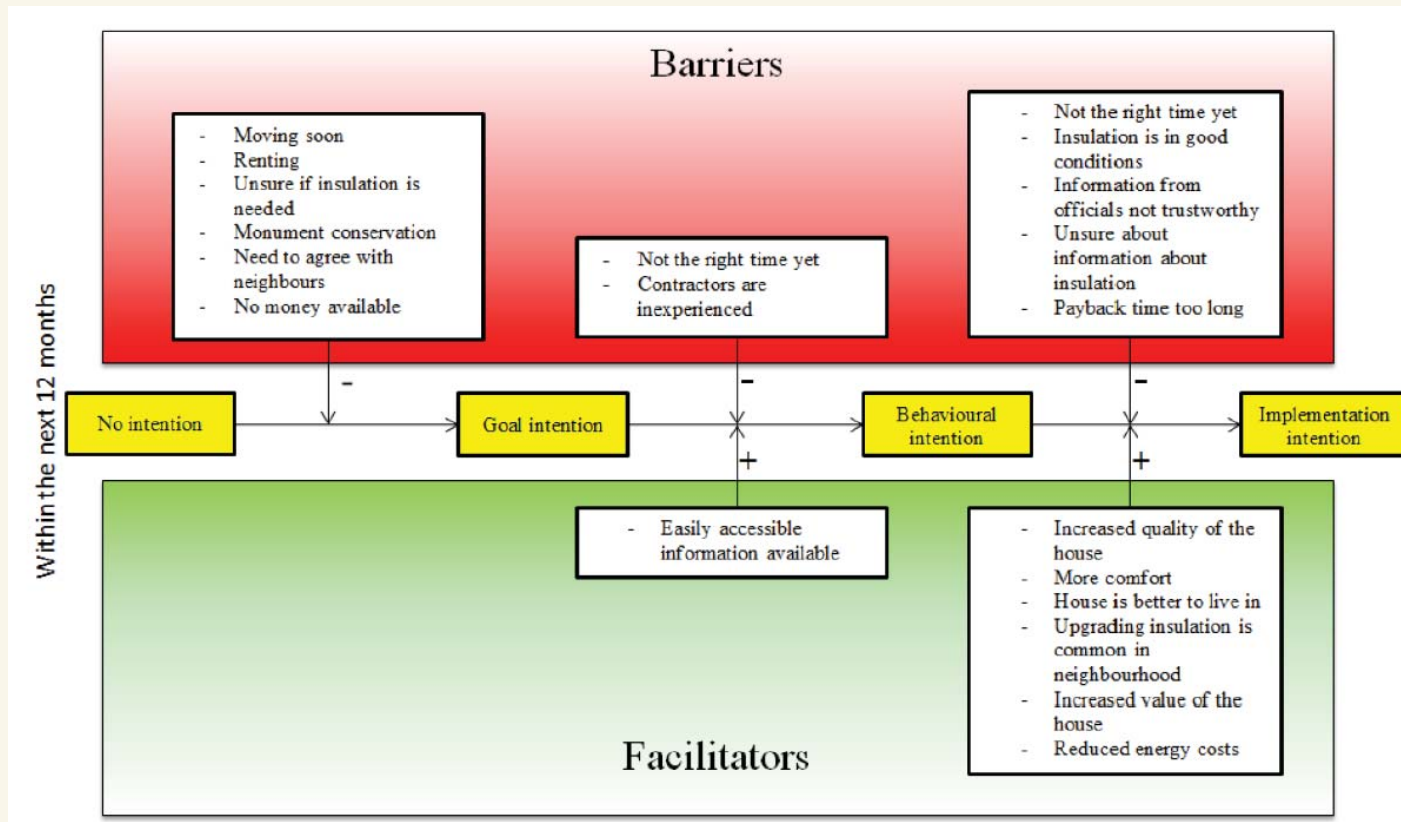 Barriers
- Moving soon
- Renting
- Unsure if insulation is
needed
- Monument conservation
- Need to agree with
neighbours
- No money available
- Not the right time yet
- Contractors are
inexperienced
- Not the right time yet
- Insulation is in good
conditions
- Information from
officials not trustworthy
- Unsure about
information about
insulation
- Payback time too long
Within the next 12 months
-
-
-
No intention
Goal intention
Behavioural
intention
Implementation
intention
+
+
- Easily accessible
information available
- Increased quality of the
house
- More comfort
- House is better to live in
- Upgrading insulation is
common in
neighbourhood
- Increased value of the
house
- Reduced energy costs
Facilitators